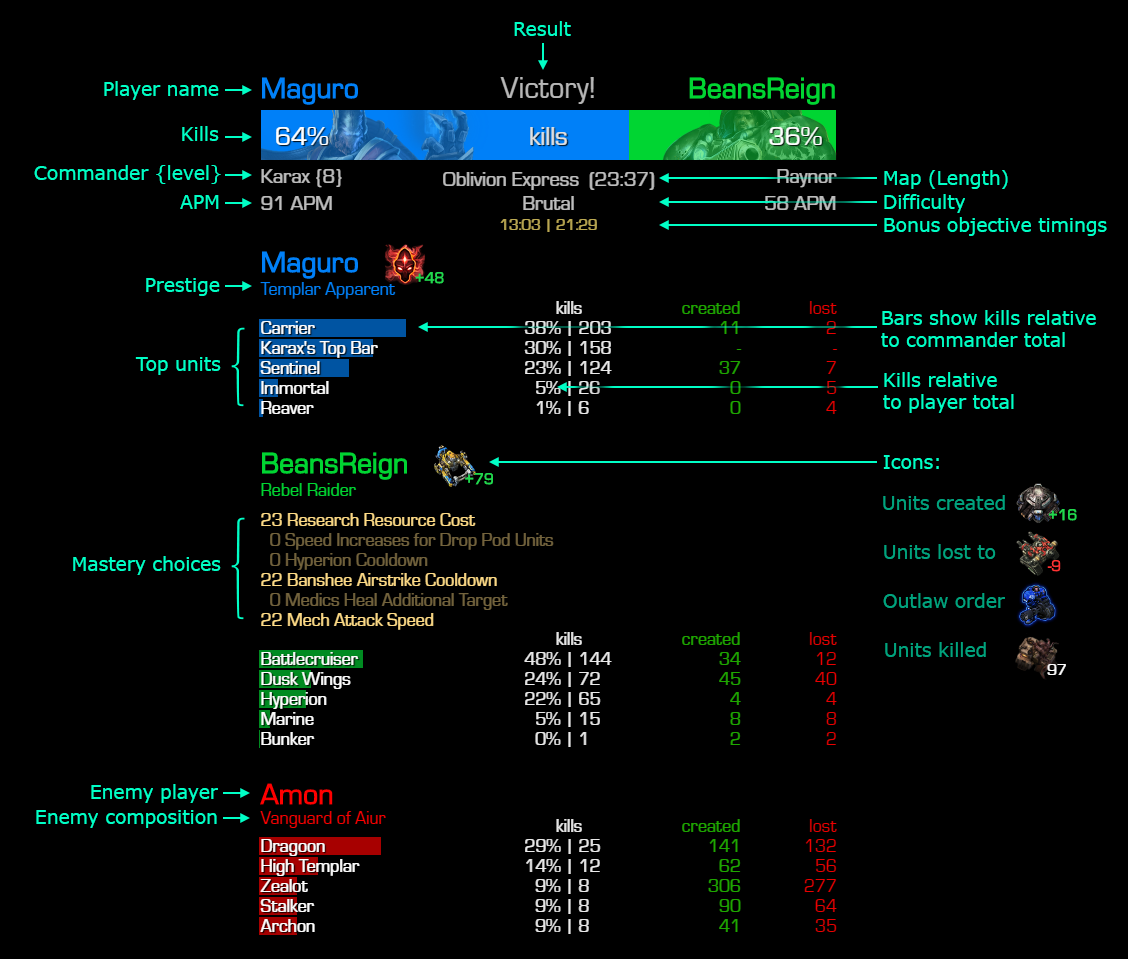 Result
Player name Maguro Victory! BeansReign
Kills 64% kills 36%
Commander {level} Karax {8} Oblivion Express (23:37) Raynor Map (Length)
APM 91 APM Brutal 58 APM Difficulty
13:03 | 21:29 Bonus objective timings
Maguro +48
Prestige Templar Apparent
kills created lost
Carrier 38% | 203 11 2 Bars show kills relative
to commander total
Karax's Top Bar 30% | 158 - -
Top units Sentinel 23% | 124 37 7
Immortal 5% | 26 0 5 Kills relative
to player total
Reaver 1% | 6 0 4
BeansReign +79 Icons:
Rebel Raider
Units created +16
Mastery choices
23 Research Resource Cost
0 Speed Increases for Drop Pod Units
0 Hyperion Cooldown
22 Banshee Airstrike Cooldown
0 Medics Heal Additional Target
22 Mech Attack Speed
Units lost to -9
Outlaw order
Units killed 97
kills created lost
Battlecruiser 48% | 144 34 12
Dusk Wings 24% | 72 45 40
Hyperion 22% | 65 4 4
Marine 5% | 15 8 8
Bunker 0% | 1 2 2
Enemy player Amon
Enemy composition Vanguard of Aiur
kills created lost
Dragoon 29% | 25 141 132
High Templar 14% | 12 62 56
Zealot 9% | 8 306 277
Stalker 9% | 8 90 64
Archon 9% | 8 41 35